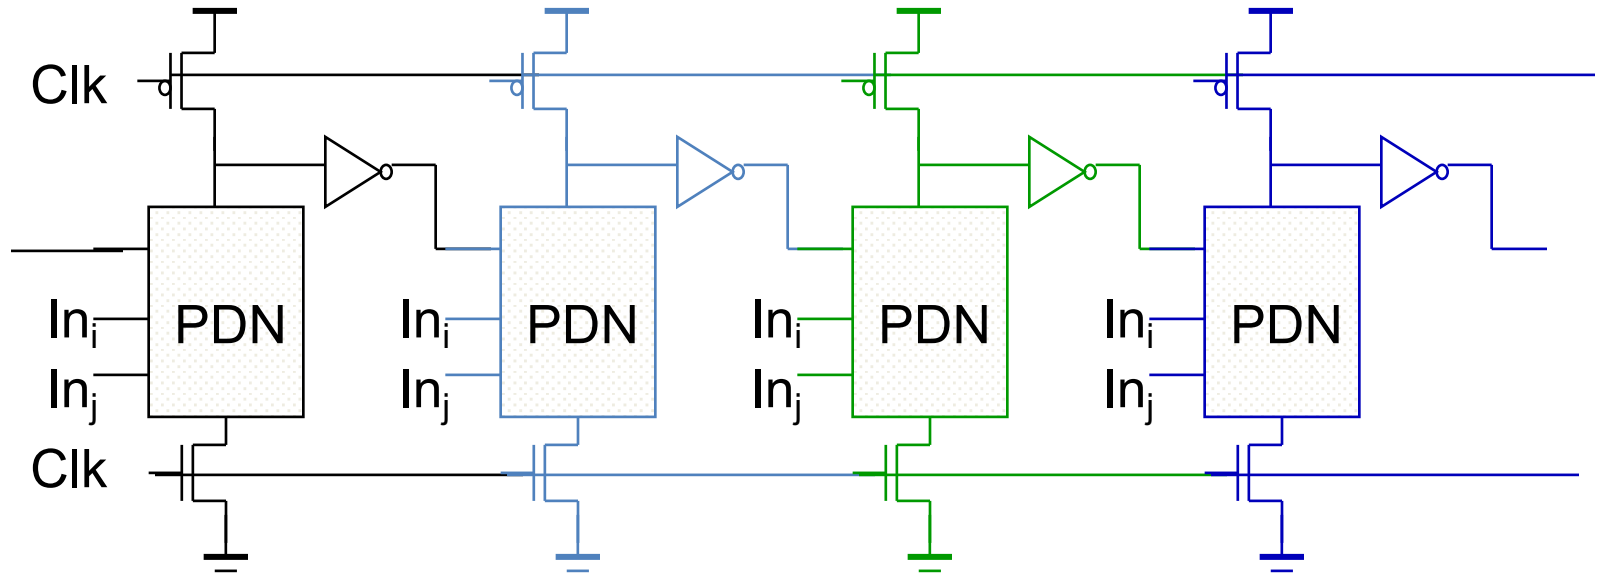 Clk
PDN PDN PDN PDN
In_i In_i In_i In_i
In_j In_j In_j In_j
Clk